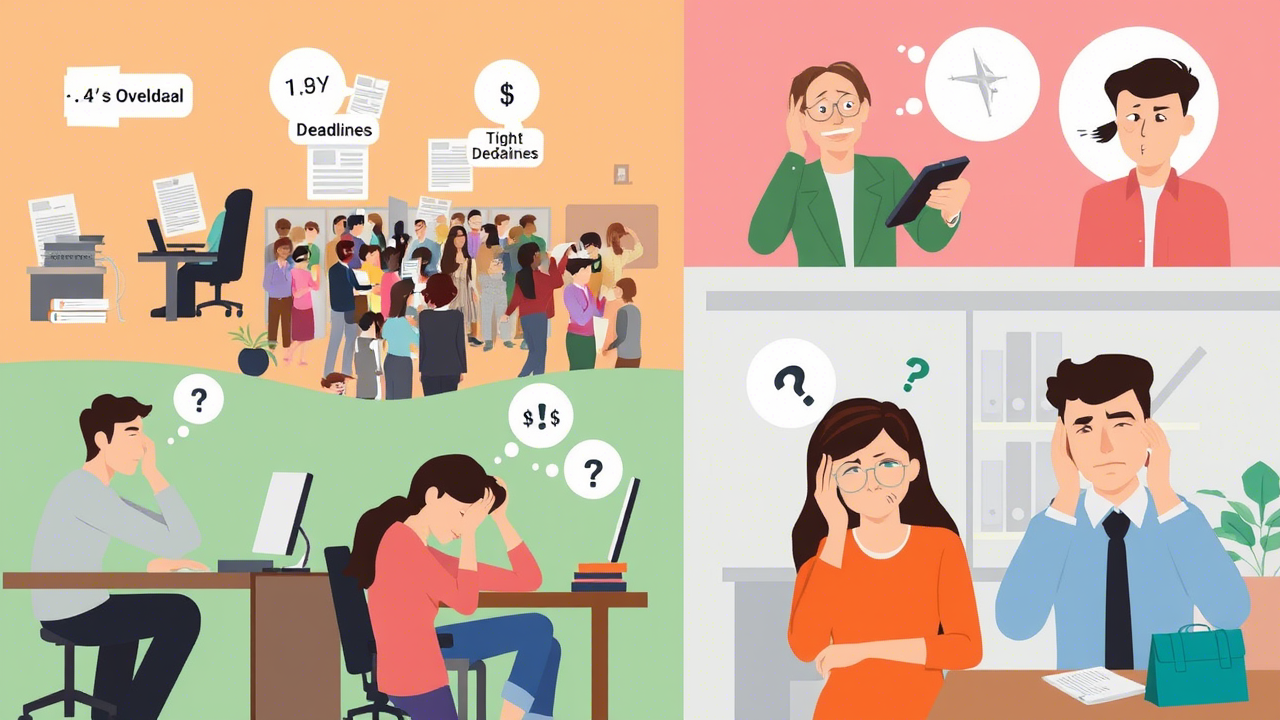 . 4's Oveldaal
1.9Y
Deadlines
$
Tight
Dedaines
?
$!$
?
?
?